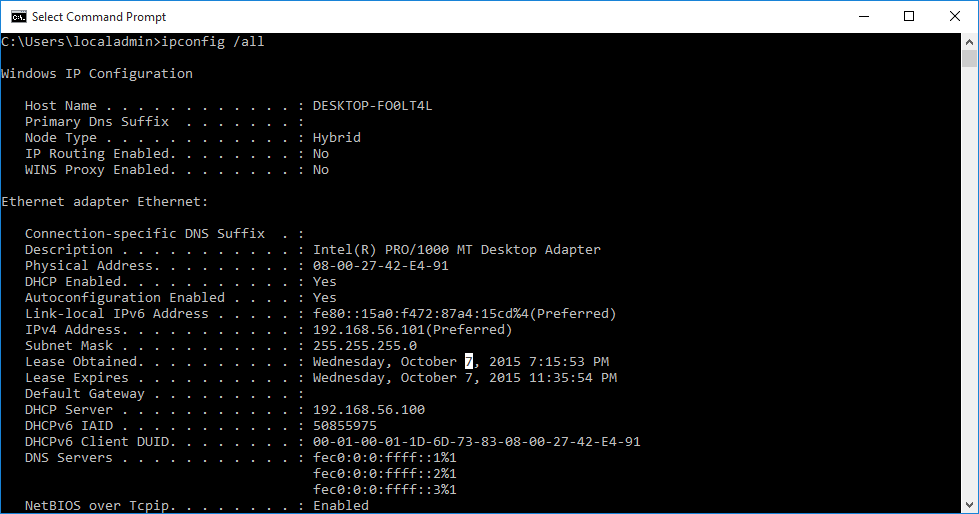 Select Command Prompt
C:\Users\localadmin>ipconfig /all
Windows IP Configuration
Host Name . . . . . . . . . . . . : DESKTOP-FO0LT4L
Primary Dns Suffix  . . . . . . . :
Node Type . . . . . . . . . . . . : Hybrid
IP Routing Enabled. . . . . . . . : No
WINS Proxy Enabled. . . . . . . . : No
Ethernet adapter Ethernet:
Connection-specific DNS Suffix  . :
Description . . . . . . . . . . . : Intel(R) PRO/1000 MT Desktop Adapter
Physical Address. . . . . . . . . : 08-00-27-42-E4-91
DHCP Enabled. . . . . . . . . . . : Yes
Autoconfiguration Enabled . . . . : Yes
Link-local IPv6 Address . . . . . : fe80::15a0:f472:87a4:15cd%4(Preferred)
IPv4 Address. . . . . . . . . . . : 192.168.56.101(Preferred)
Subnet Mask . . . . . . . . . . . : 255.255.255.0
Lease Obtained. . . . . . . . . . : Wednesday, October 7, 2015 7:15:53 PM
Lease Expires . . . . . . . . . . : Wednesday, October 7, 2015 11:35:54 PM
Default Gateway . . . . . . . . . :
DHCP Server . . . . . . . . . . . : 192.168.56.100
DHCPv6 IAID . . . . . . . . . . . : 50855975
DHCPv6 Client DUID. . . . . . . . : 00-01-00-01-1D-6D-73-83-08-00-27-42-E4-91
DNS Servers . . . . . . . . . . . : fec0:0:0:ffff::1%1
fec0:0:0:ffff::2%1
fec0:0:0:ffff::3%1
NetBIOS over Tcpip. . . . . . . . : Enabled